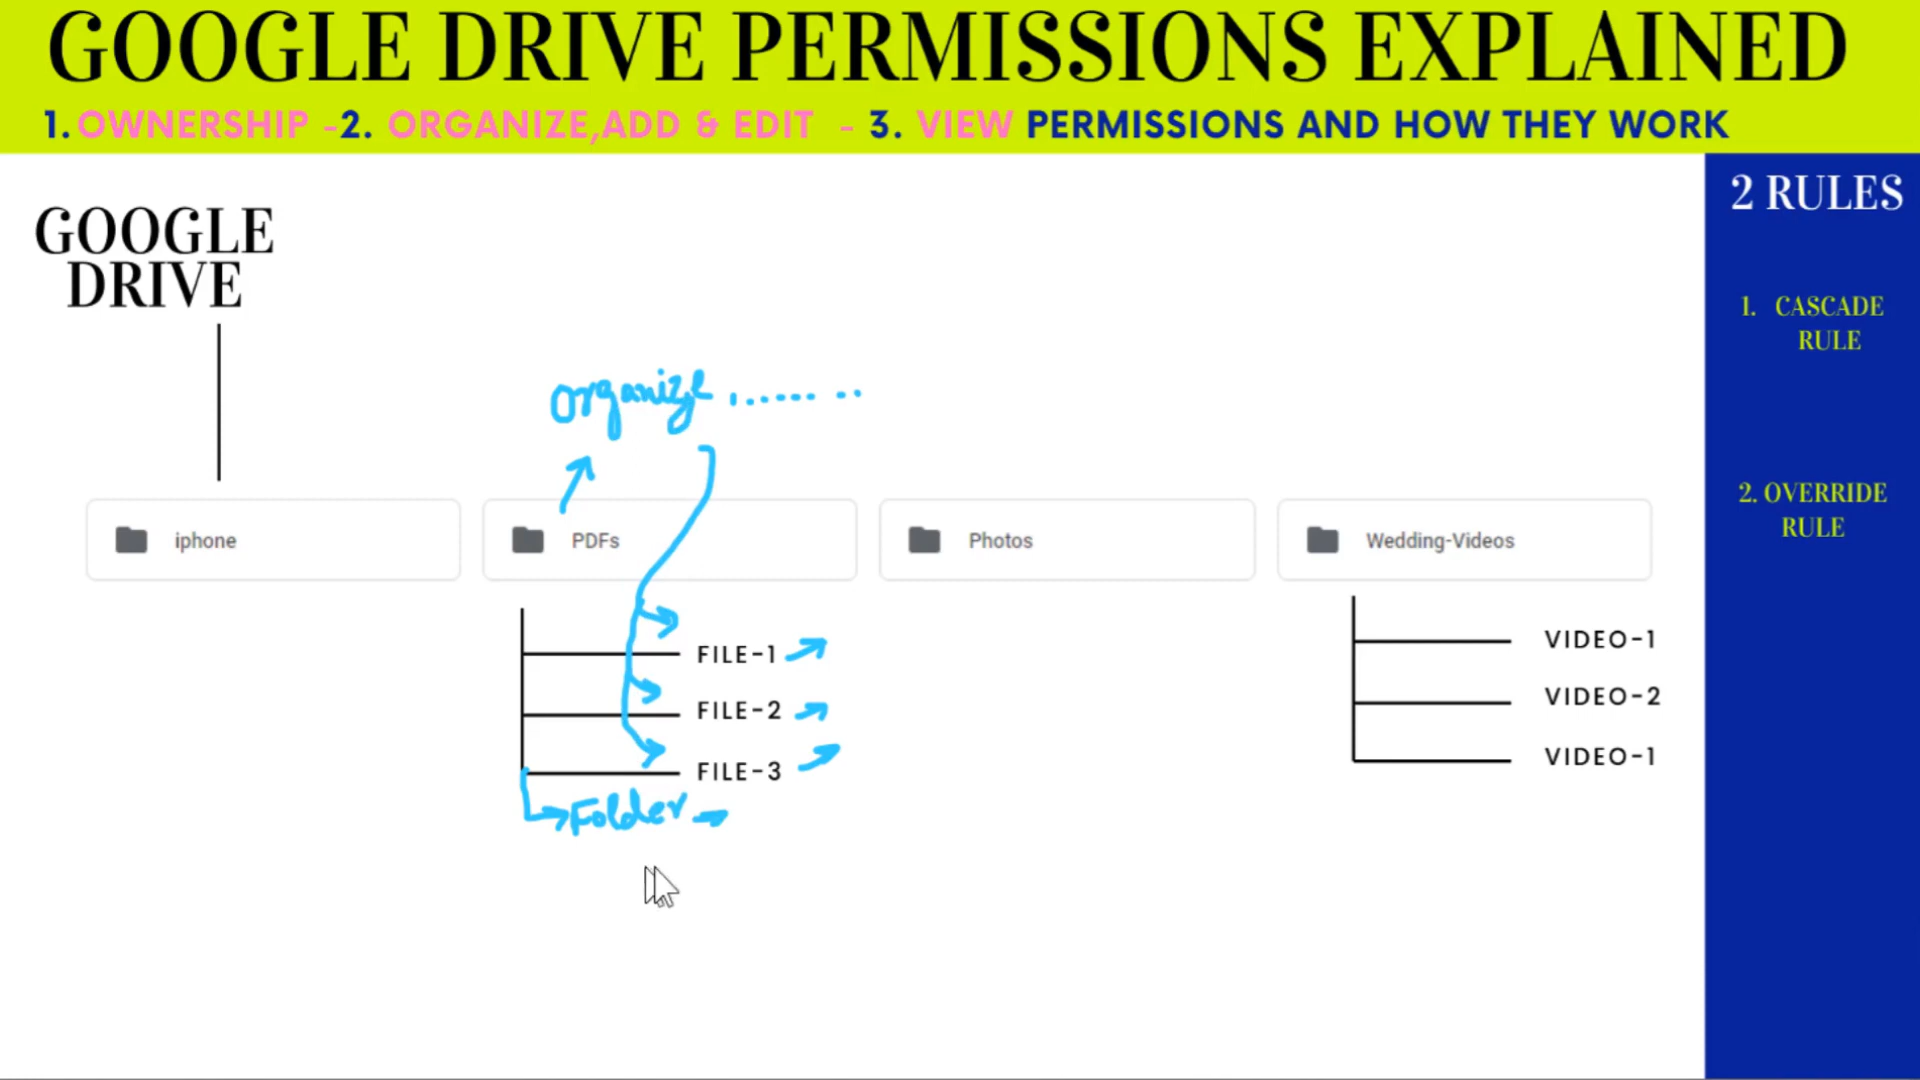 GOOGLE DRIVE PERMISSIONS EXPLAINED
1. OWNERSHIP -2. ORGANIZE,ADD & EDIT - 3. VIEW PERMISSIONS AND HOW THEY WORK
2 RULES
GOOGLE
DRIVE
1. CASCADE
RULE
organize ........ ..
2. OVERRIDE
RULE
iphone
PDFs
Photos
Wedding-Videos
FILE-1
FILE-2
FILE-3
Folder
VIDEO-1
VIDEO-2
VIDEO-1